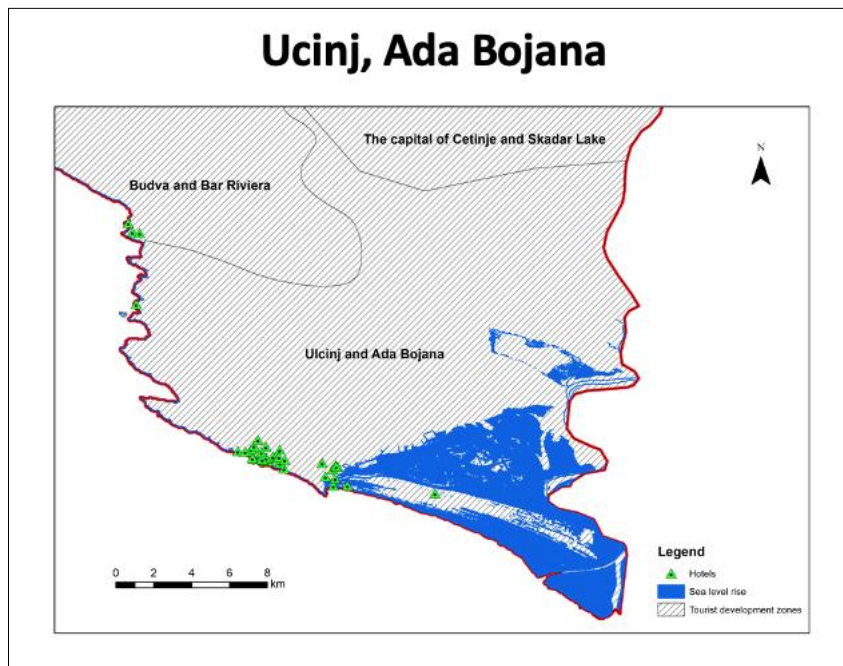 Ucinj, Ada Bojana
The capital of Cetinje and Skadar Lake
N
Budva and Bar Riviera
Ulcinj and Ada Bojana
0 2 4 6 8
km
Legend
Hotels
Sea level rise
Tourist development zones